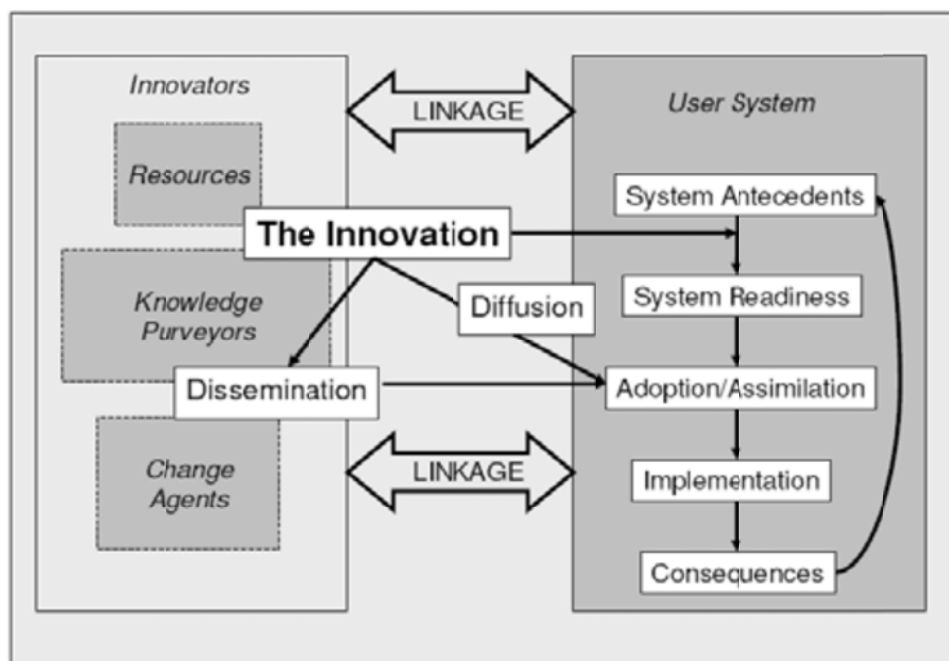 Innovators
Resources
The Innovation
Knowledge
Purveyors
Dissemination
Change
Agents
LINKAGE
Diffusion
LINKAGE
User System
System Antecedents
System Readiness
Adoption/Assimilation
Implementation
Consequences